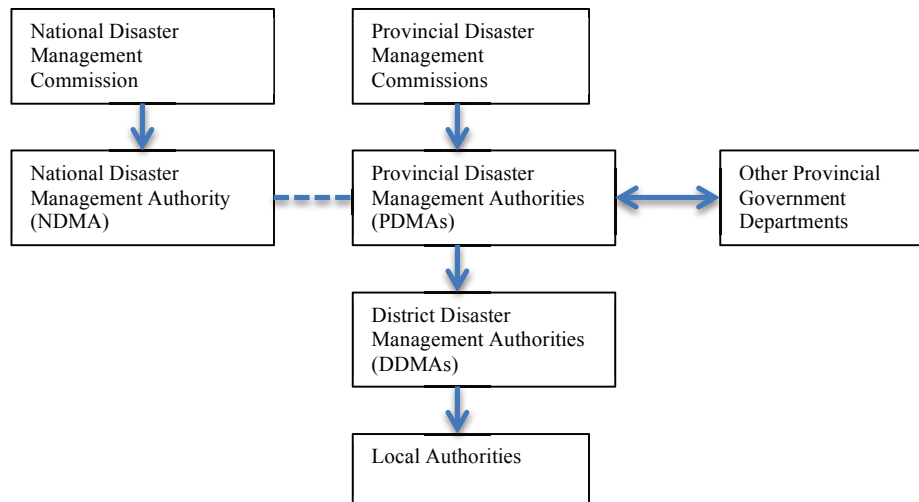 National Disaster
Management
Commission
Provincial Disaster
Management
Commissions
National Disaster
Management Authority
(NDMA)
Provincial Disaster
Management Authorities
(PDMAs)
Other Provincial
Government
Departments
District Disaster
Management Authorities
(DDMAs)
Local Authorities